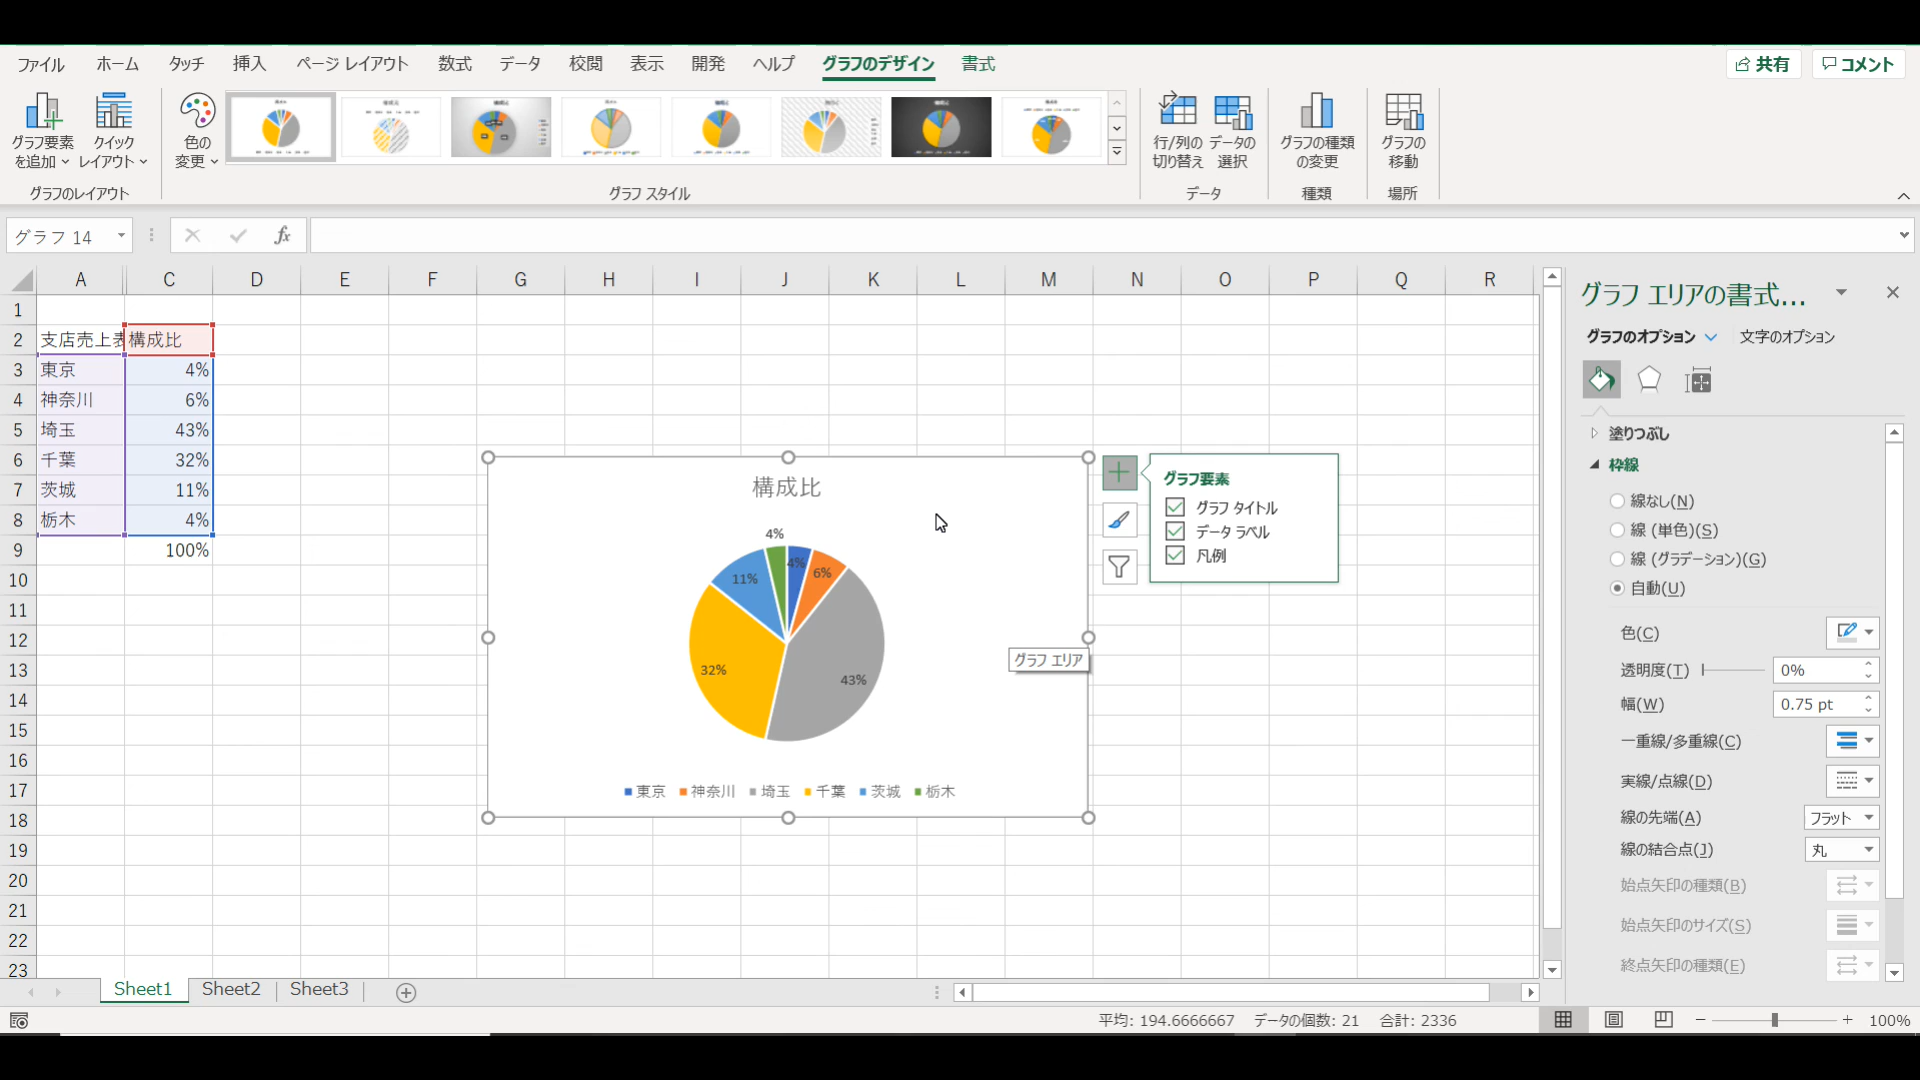 ファイル ホーム タッチ 挿入 ページ レイアウト 数式 データ 校閲 表示 開発 ヘルプ グラフのデザイン 書式 共有 コメント
グラフ要素を追加 クイックレイアウト 色の変更 行/列の切り替え データの選択 グラフの種類の変更 グラフの移動
グラフのレイアウト グラフ スタイル データ 種類 場所
グラフ 14 fx
A C D E F G H I J K L M N O P Q R
1
2 支店売上表 構成比
3 東京 4%
4 神奈川 6%
5 埼玉 43%
6 千葉 32%
7 茨城 11%
8 栃木 4%
9 100%
10
11
12
13
14
15
16
17
18
19
20
21
22
23
構成比
4%
4%
6%
11%
32%
43%
東京 神奈川 埼玉 千葉 茨城 栃木
グラフ エリア
グラフ要素
グラフ タイトル
データ ラベル
凡例
グラフ エリアの書式...
グラフのオプション 文字のオプション
塗りつぶし
枠線
線なし(N)
線 (単色)(S)
線 (グラデーション)(G)
自動(U)
色(C)
透明度(T) 0%
幅(W) 0.75 pt
一重線/多重線(C)
実線/点線(D)
線の先端(A) フラット
線の結合点(J) 丸
始点矢印の種類(B)
始点矢印のサイズ(S)
終点矢印の種類(E)
Sheet1 Sheet2 Sheet3
平均: 194.6666667 データの個数: 21 合計: 2336 100%